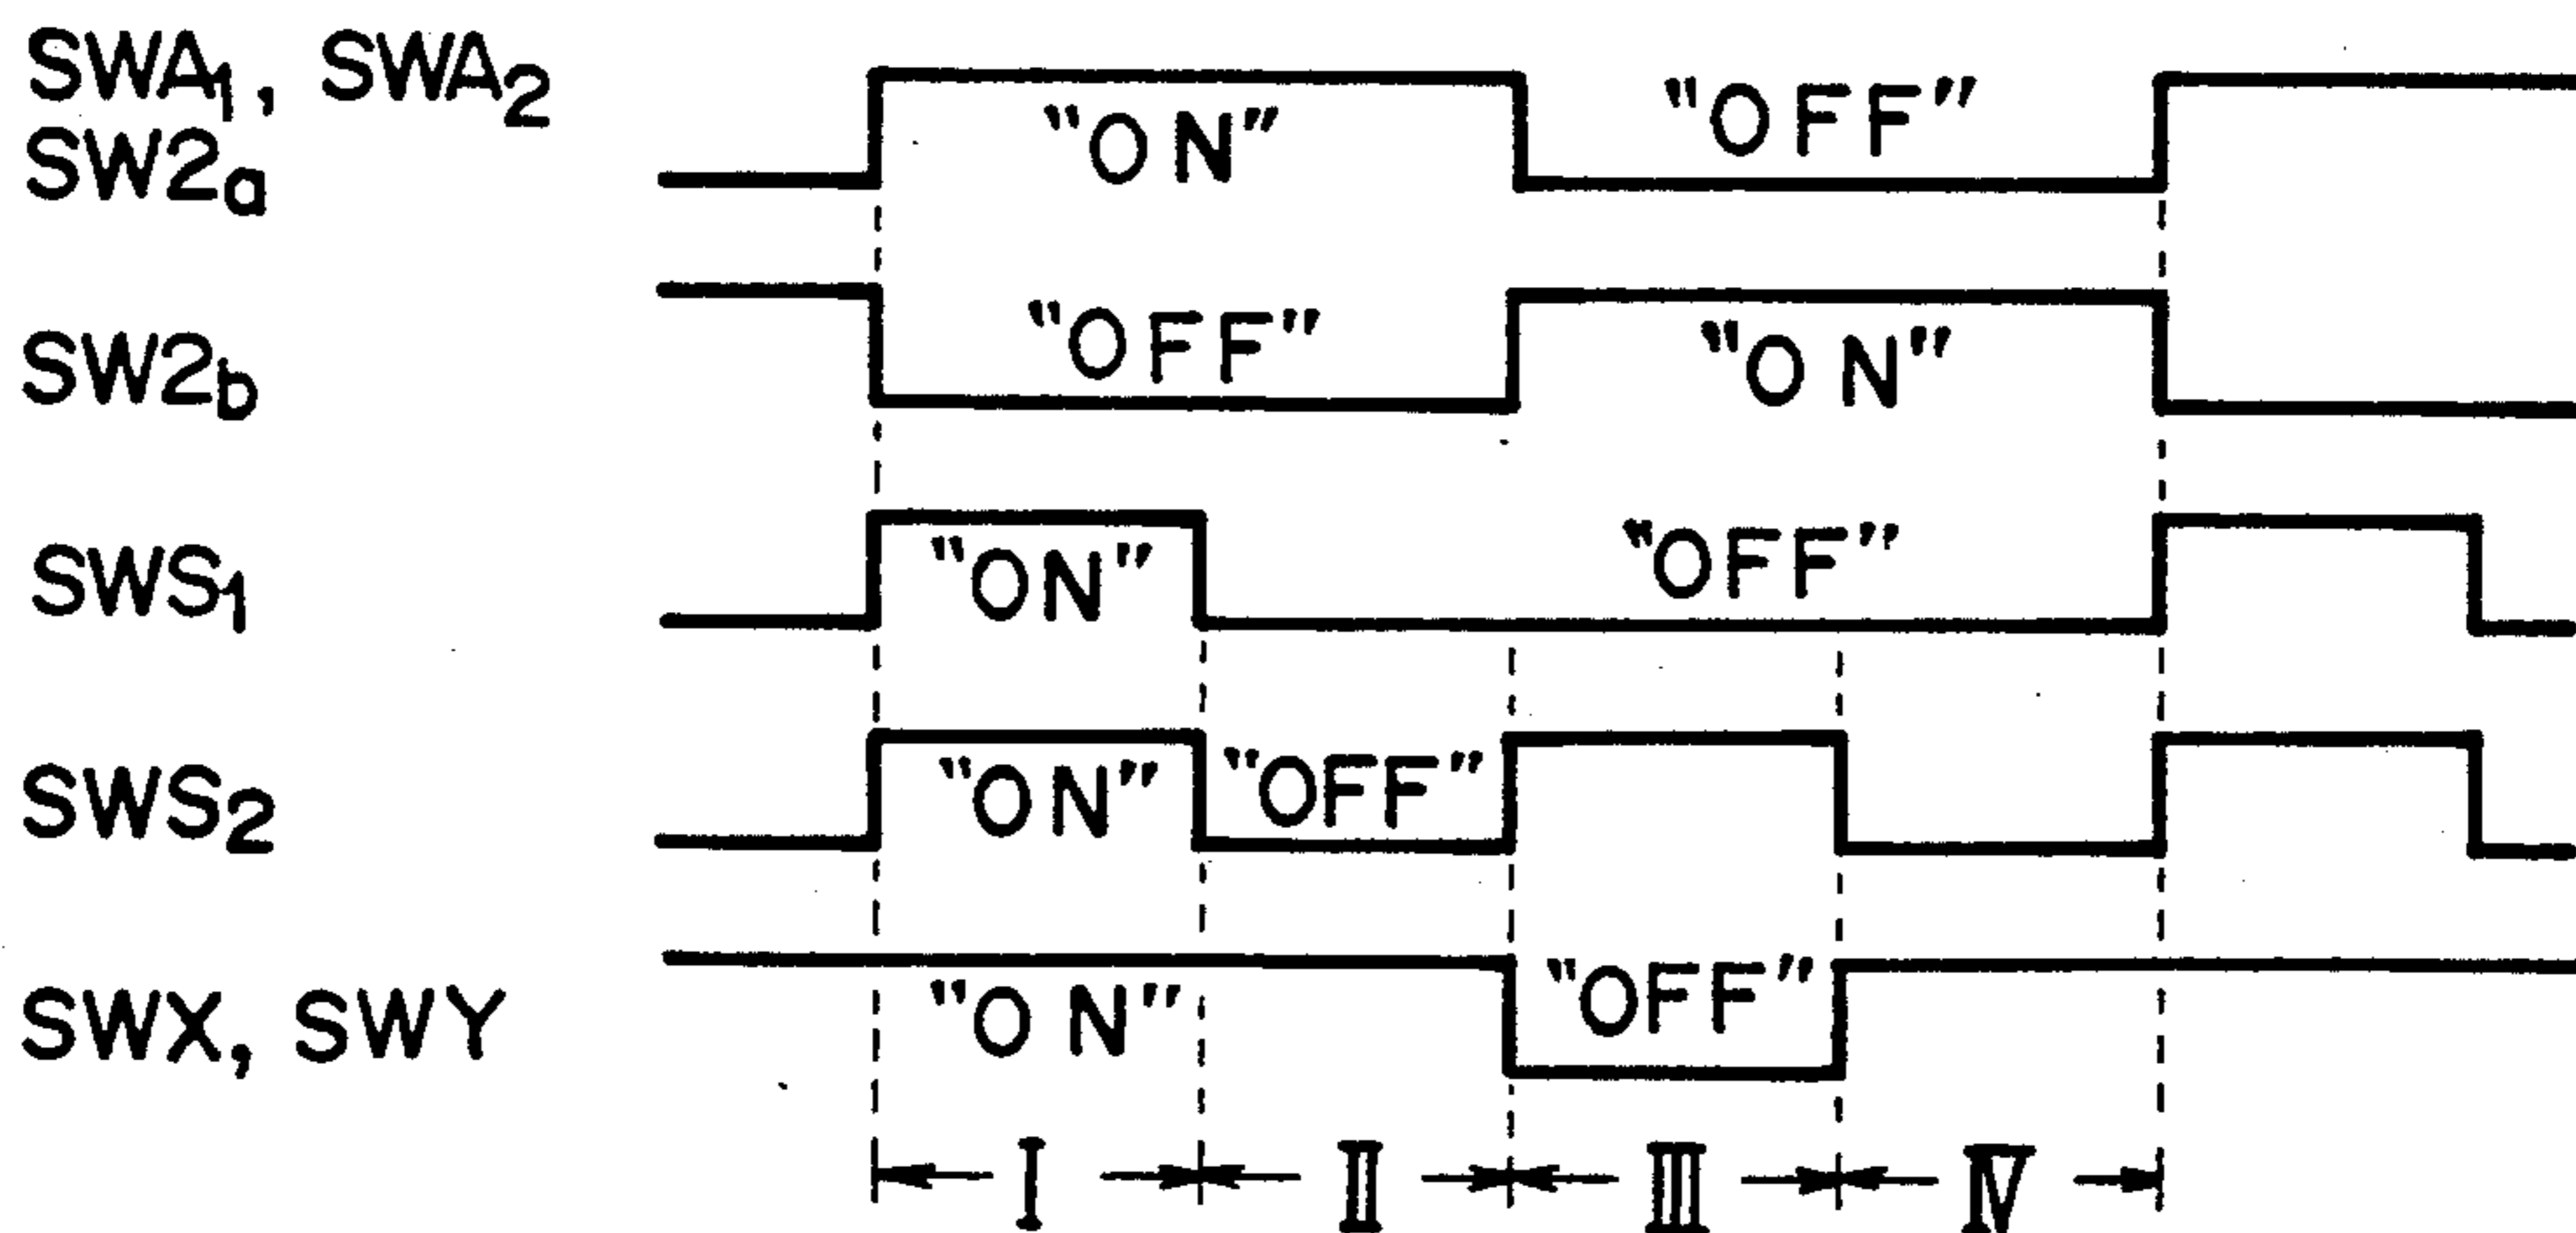 SWA1, SWA2
SW2a
"ON" "OFF"
SW2b
"OFF" "ON"
SWS1
"ON" "OFF"
SWS2
"ON" "OFF"
SWX, SWY
"ON" "OFF"
I II III IV